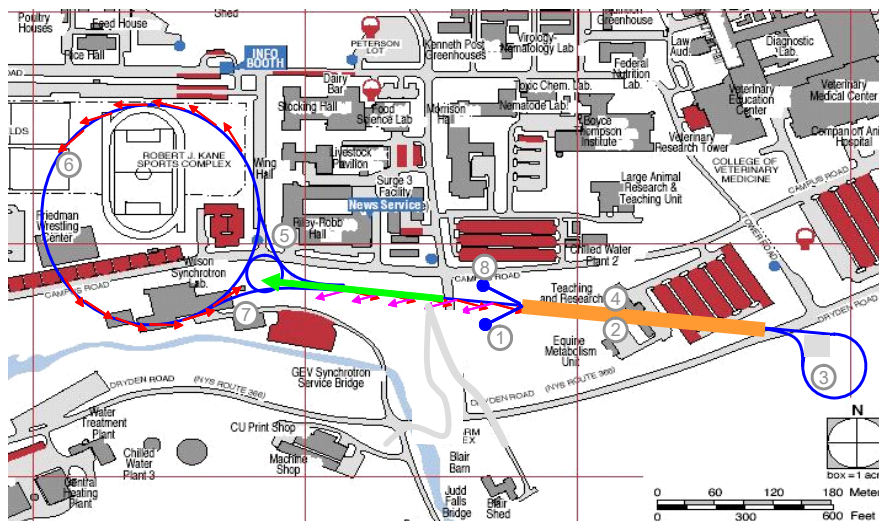 Poultry
Houses
Feed House
Shed
Rice Hall
INFO
BOOTH
PETERSON
LOT
Kenneth Post
Greenhouses
Virology-
Nematology Lab.
Nutrition
Greenhouse
Federal
Nutrition
Lab.
Law
Aud.
Diagnostic
Lab.
Veterinary
Education
Center
Veterinary
Medical Center
Dairy
Bar
Stocking Hall
Food
Science Lab
Morrison
Hall
Toxic Chem. Lab.
Nematode Lab.
Boyce
Thompson
Institute
Veterinary
Research Tower
Companion Ani
Hospital
COLLEGE OF
VETERINARY
MEDICINE
OAD
LDS
6
ROBERT J. KANE
SPORTS COMPLEX
Wing
Hall
Livestock
Pavilion
Surge 3
Facility
News Service
Large Animal
Research &
Teaching Unit
CAMPUS ROAD
Friedman
Wrestling
Center
Riley-Robb
Hall
5
Chilled Water
Plant 2
TOWER ROAD
Wilson
Synchrotron
Lab.
CAMPUS ROAD
8
CAMPUS ROAD
Teaching
and Research
4
7
1
2
DRYDEN ROAD
Equine
Metabolism
Unit
GEV Synchrotron
Service Bridge
3
DRYDEN ROAD
(NYS ROUTE 366)
DRYDEN ROAD
(NYS ROUTE 366)
Water
Treatment
Plant
CU Print Shop
Chilled
Water
Plant 3
Machine
Shop
RM
EX
Blair
Barn
Central
Heating
Plant
Judd
Falls
Bridge
Blair
Shed
N
box = 1 acr
0 60 120 180 Meter
0 300 600 Feet